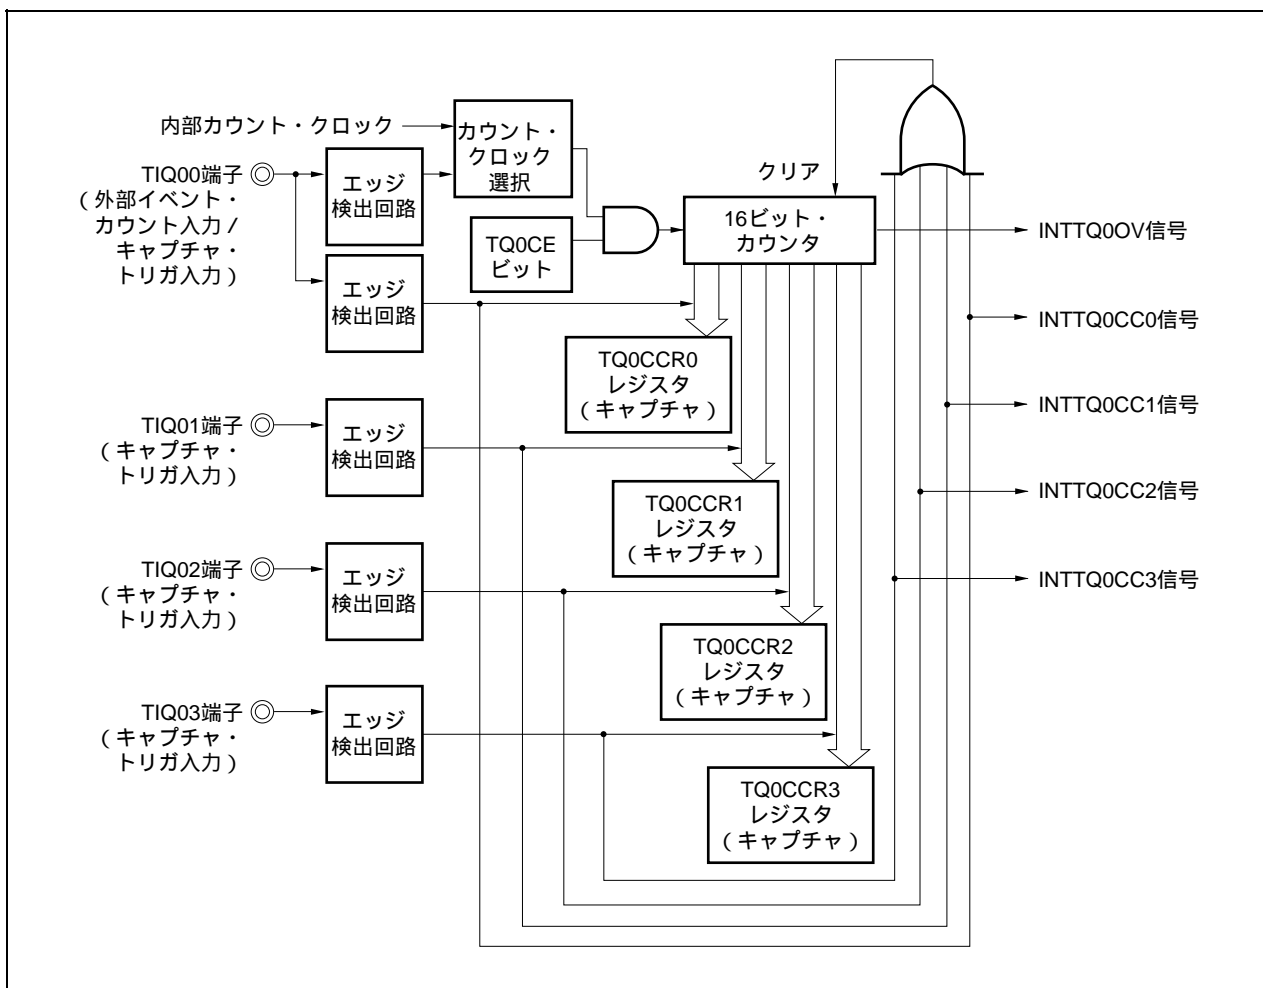 内部カウント・クロック
カウント・
クロック
選択
TIQ00端子
(外部イベント・
カウント入力/
キャプチャ・
トリガ入力)
エッジ
検出回路
TQ0CE
ビット
クリア
16ビット・
カウンタ
INTTQ0OV信号
エッジ
検出回路
INTTQ0CC0信号
TQ0CCR0
レジスタ
(キャプチャ)
TIQ01端子
(キャプチャ・
トリガ入力)
エッジ
検出回路
INTTQ0CC1信号
TQ0CCR1
レジスタ
(キャプチャ)
INTTQ0CC2信号
TIQ02端子
(キャプチャ・
トリガ入力)
エッジ
検出回路
INTTQ0CC3信号
TQ0CCR2
レジスタ
(キャプチャ)
TIQ03端子
(キャプチャ・
トリガ入力)
エッジ
検出回路
TQ0CCR3
レジスタ
(キャプチャ)